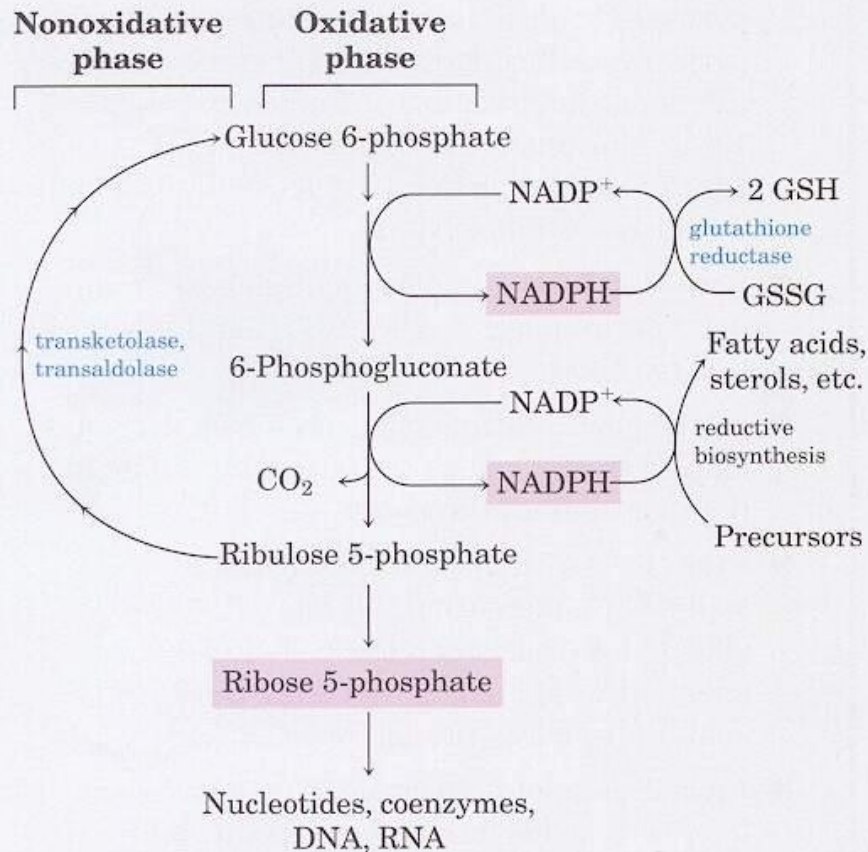 Nonoxidative
phase
Oxidative
phase
Glucose 6-phosphate
NADP⁺
2 GSH
glutathione
reductase
NADPH
GSSG
transketolase,
transaldolase
6-Phosphogluconate
Fatty acids,
sterols, etc.
NADP⁺
reductive
biosynthesis
CO₂
NADPH
Precursors
Ribulose 5-phosphate
Ribose 5-phosphate
Nucleotides, coenzymes,
DNA, RNA